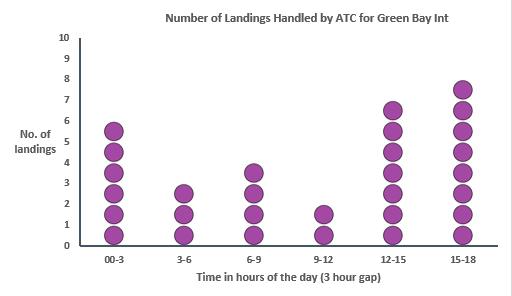 Number of Landings Handled by ATC for Green Bay Int
10
9
8
7
6
5
4
3
2
1
0
No. of
landings
00-3 3-6 6-9 9-12 12-15 15-18
Time in hours of the day (3 hour gap)